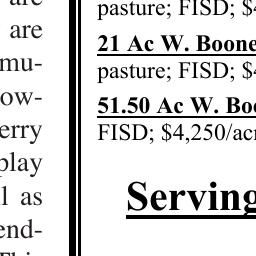 are
are
mu-
ow-
erry
play
l as
end-
pasture; FISD; $4
21 Ac W. Boone
pasture; FISD; $4
51.50 Ac W. Boo
FISD; $4,250/acr
Serving